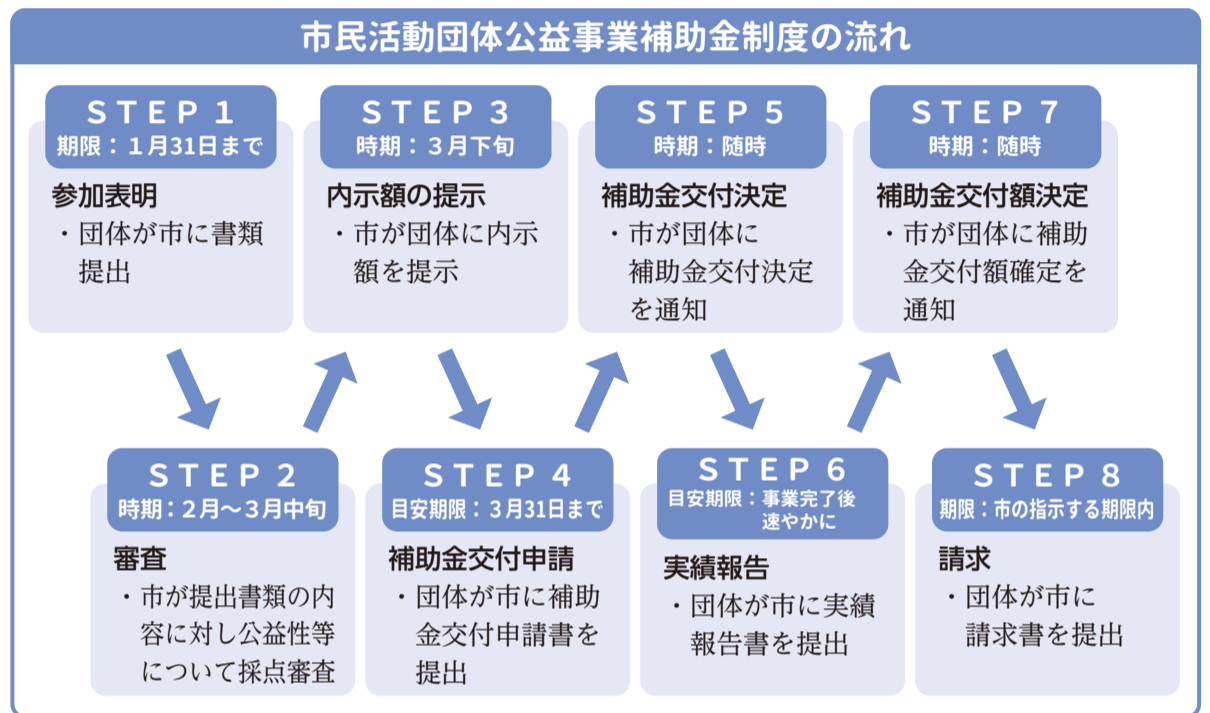 市民活動団体公益事業補助金制度の流れ
STEP 1
期限：1月31日まで
参加表明
・団体が市に書類
提出
STEP 2
時期：2月～3月中旬
審査
・市が提出書類の内
容に対し公益性等
について採点審査
STEP 3
時期：3月下旬
内示額の提示
・市が団体に内示
額を提示
STEP 4
目安期限：3月31日まで
補助金交付申請
・団体が市に補助
金交付申請書を
提出
STEP 5
時期：随時
補助金交付決定
・市が団体に
補助金交付決定
を通知
STEP 6
目安期限：事業完了後
速やかに
実績報告
・団体が市に実績
報告書を提出
STEP 7
時期：随時
補助金交付額決定
・市が団体に補助
金交付額確定を
通知
STEP 8
期限：市の指示する期限内
請求
・団体が市に
請求書を提出